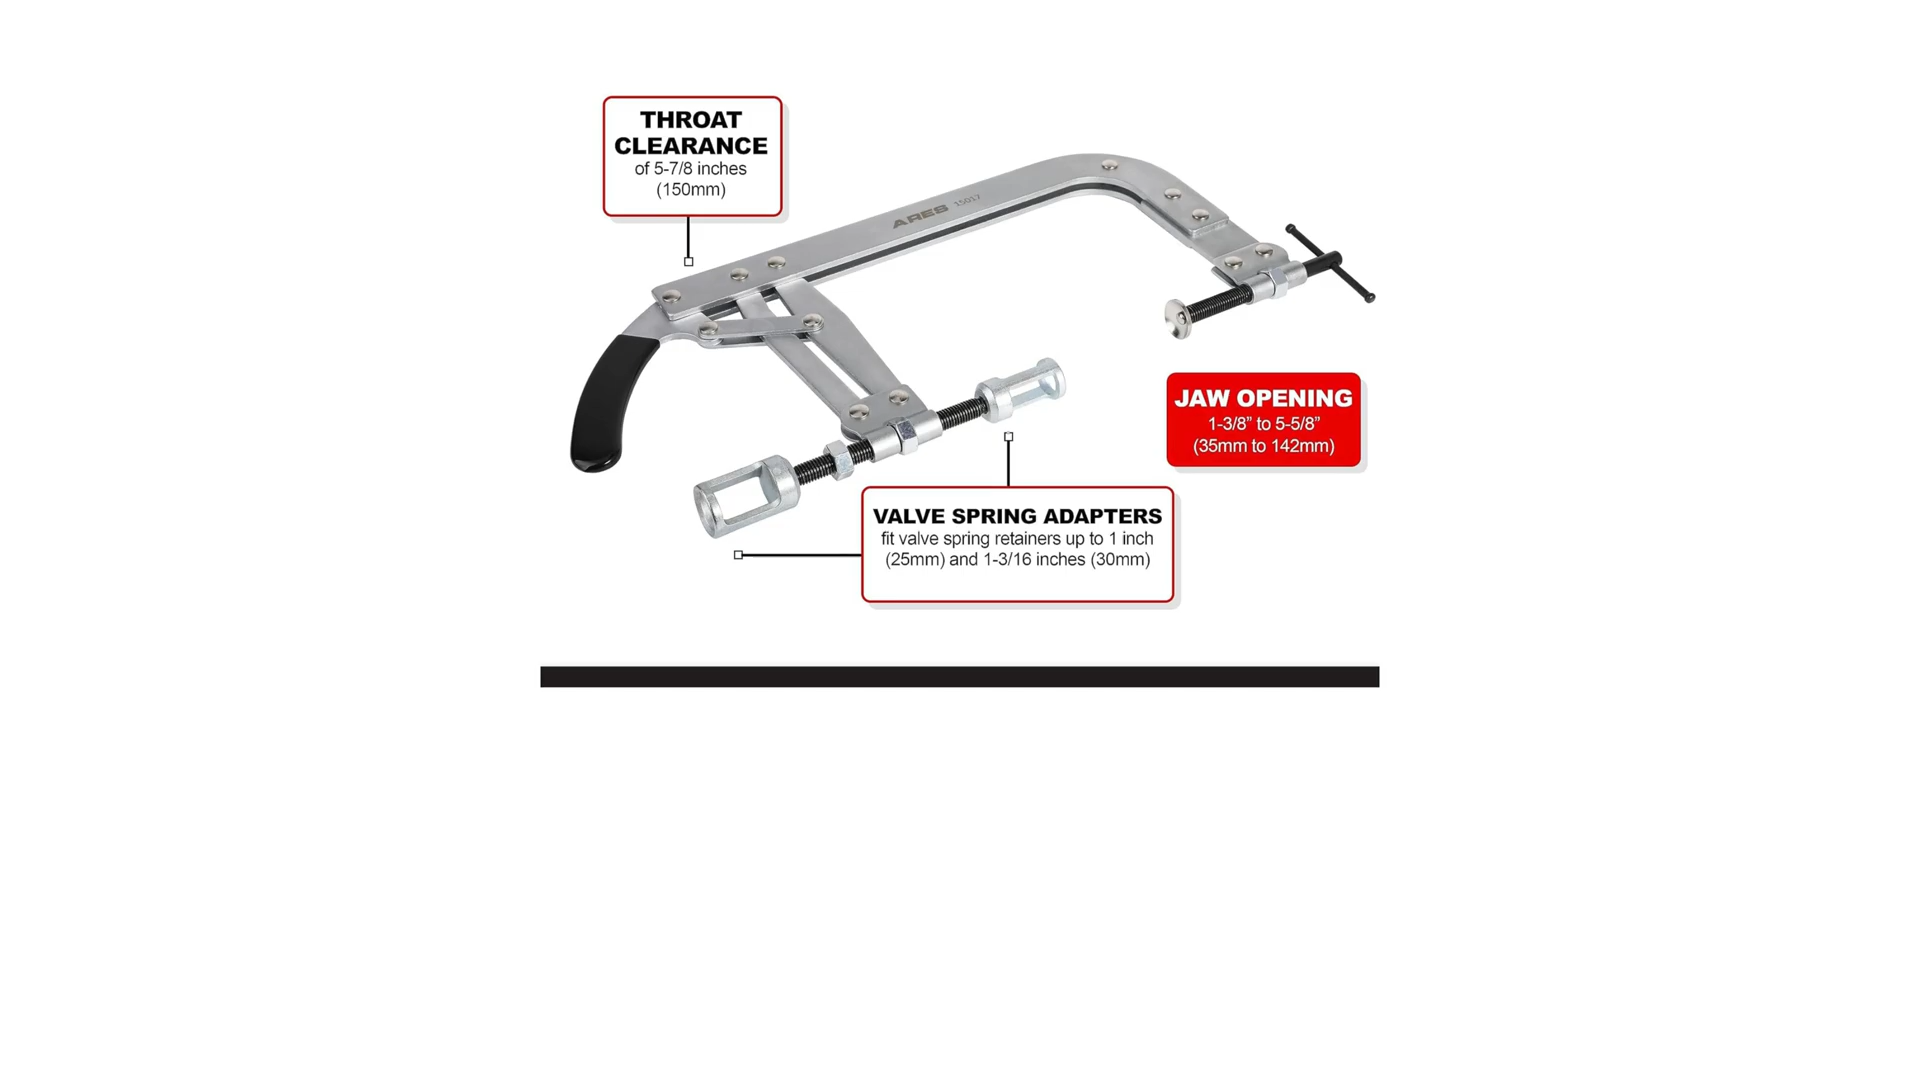 THROAT
CLEARANCE
of 5-7/8 inches
(150mm)
ARES 15017
JAW OPENING
1-3/8” to 5-5/8”
(35mm to 142mm)
VALVE SPRING ADAPTERS
fit valve spring retainers up to 1 inch
(25mm) and 1-3/16 inches (30mm)